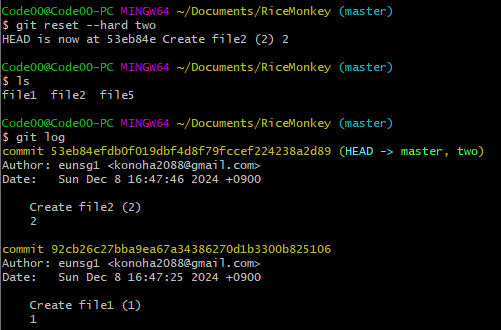 Code00@Code00-PC MINGW64 ~/Documents/RiceMonkey (master)
$ git reset --hard two
HEAD is now at 53eb84e Create file2 (2) 2
Code00@Code00-PC MINGW64 ~/Documents/RiceMonkey (master)
$ ls
file1 file2 file5
Code00@Code00-PC MINGW64 ~/Documents/RiceMonkey (master)
$ git log
commit 53eb84efdb0f019dbf4d8f79fccef224238a2d89 (HEAD -> master, two)
Author: eunsg1 <konoha2088@gmail.com>
Date: Sun Dec 8 16:47:46 2024 +0900
Create file2 (2)
2
commit 92cb26c27bba9ea67a34386270d1b3300b825106
Author: eunsg1 <konoha2088@gmail.com>
Date: Sun Dec 8 16:47:25 2024 +0900
Create file1 (1)
1